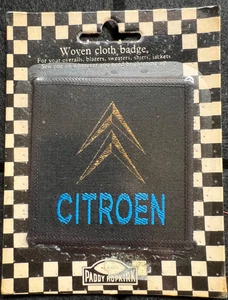 Woven cloth badge,
For your overalls, blazers, sweaters, shirts, jackets
CITROEN
PADDY HOPKIRK